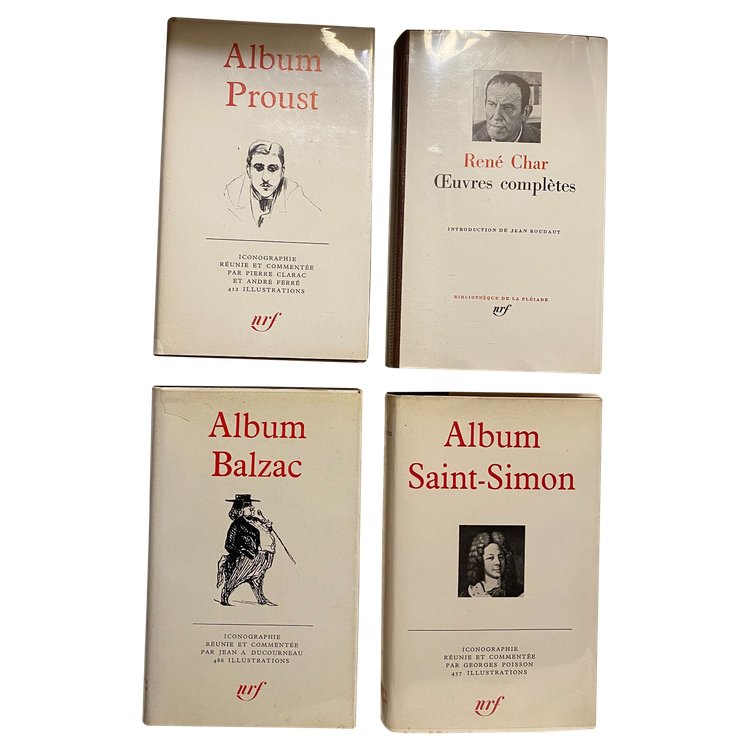 Album
Proust
ICONOGRAPHIE
RÉUNIE ET COMMENTÉE
PAR PIERRE CLARAC
ET ANDRÉ FERRÉ
412 ILLUSTRATIONS
nrf
René Char
Œuvres complètes
INTRODUCTION DE JEAN ROUDAUT
BIBLIOTHÈQUE DE LA PLÉIADE
nrf
Album
Balzac
ICONOGRAPHIE
RÉUNIE ET COMMENTÉE
PAR JEAN A. DUCOURNEAU
486 ILLUSTRATIONS
nrf
Album
Saint-Simon
ICONOGRAPHIE
RÉUNIE ET COMMENTÉE
PAR GEORGES POISSON
457 ILLUSTRATIONS
nrf